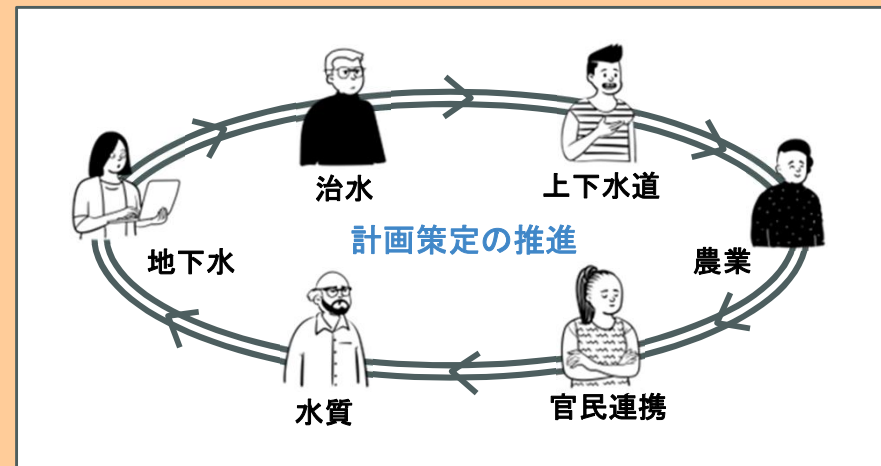 治水
上下水道
計画策定の推進
地下水
農業
水質
官民連携